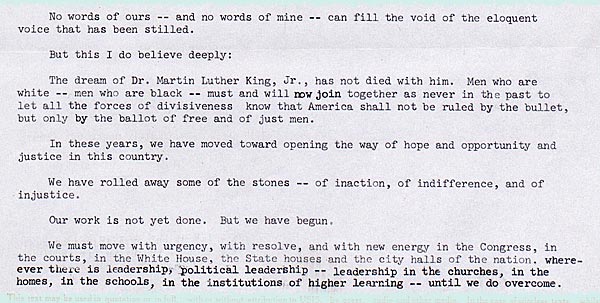 No words of ours -- and no words of mine -- can fill the void of the eloquent
voice that has been stilled.
But this I do believe deeply:
The dream of Dr. Martin Luther King, Jr., has not died with him. Men who are
white -- men who are black -- must and will now join together as never in the past to
let all the forces of divisiveness know that America shall not be ruled by the bullet,
but only by the ballot of free and of just men.
In these years, we have moved toward opening the way of hope and opportunity and
justice in this country.
We have rolled away some of the stones -- of inaction, of indifference, and of
injustice.
Our work is not yet done. But we have begun.
We must move with urgency, with resolve, and with new energy in the Congress, in
the courts, in the White House, the State houses and the city halls of the nation. where-
ever there is leadership, political leadership -- leadership in the churches, in the
homes, in the schools, in the institutions of higher learning -- until we do overcome.